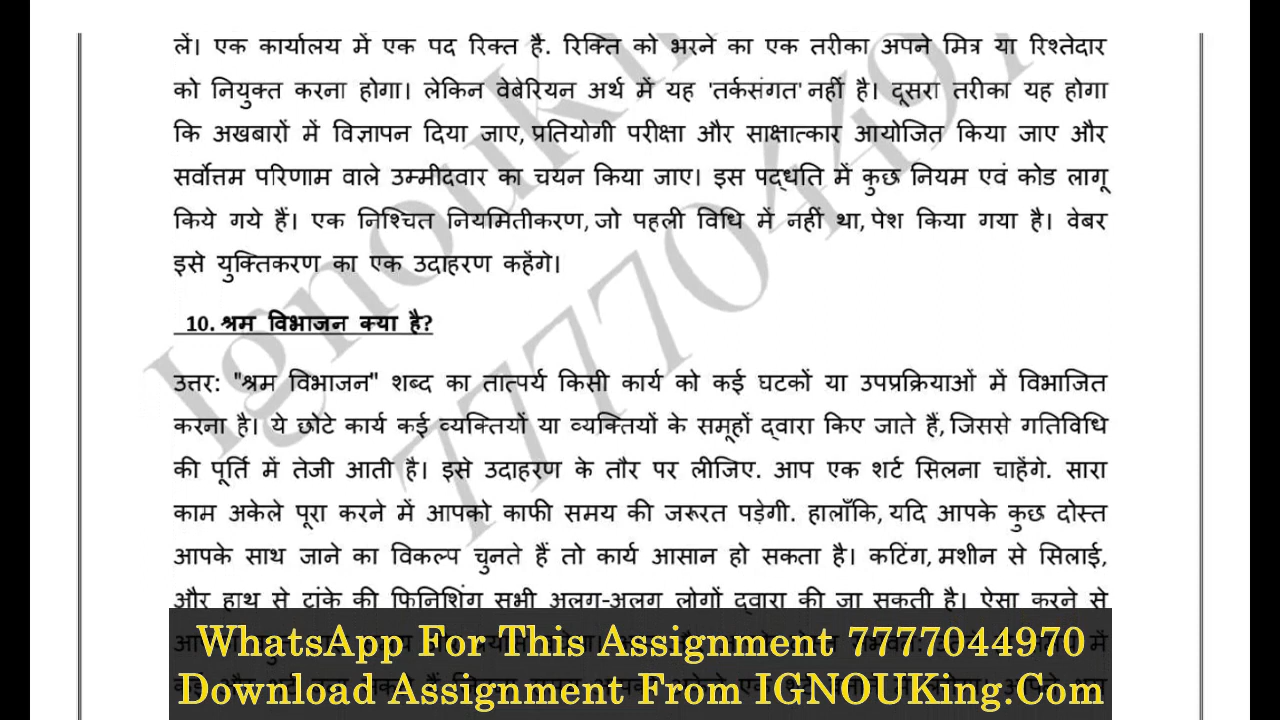 लें। एक कार्यालय में एक पद रिक्त है. रिक्ति को भरने का एक तरीका अपने मित्र या रिश्तेदार
को नियुक्त करना होगा। लेकिन वेबेरियन अर्थ में यह 'तर्कसंगत' नहीं है। दूसरा तरीका यह होगा
कि अखबारों में विज्ञापन दिया जाए, प्रतियोगी परीक्षा और साक्षात्कार आयोजित किया जाए और
सर्वोत्तम परिणाम वाले उम्मीदवार का चयन किया जाए। इस पद्धति में कुछ नियम एवं कोड लागू
किये गये हैं। एक निश्चित नियमितीकरण, जो पहली विधि में नहीं था, पेश किया गया है। वेबर
इसे युक्तिकरण का एक उदाहरण कहेंगे।
10. श्रम विभाजन क्या है?
उत्तर: "श्रम विभाजन" शब्द का तात्पर्य किसी कार्य को कई घटकों या उपप्रक्रियाओं में विभाजित
करना है। ये छोटे कार्य कई व्यक्तियों या व्यक्तियों के समूहों द्वारा किए जाते हैं, जिससे गतिविधि
की पूर्ति में तेजी आती है। इसे उदाहरण के तौर पर लीजिए. आप एक शर्ट सिलना चाहेंगे. सारा
काम अकेले पूरा करने में आपको काफी समय की जरूरत पड़ेगी. हालाँकि, यदि आपके कुछ दोस्त
आपके साथ जाने का विकल्प चुनते हैं तो कार्य आसान हो सकता है। कटिंग, मशीन से सिलाई,
और हाथ से टांके की फिनिशिंग सभी अलग-अलग लोगों द्वारा की जा सकती है। ऐसा करने से
WhatsApp For This Assignment 7777044970
Download Assignment From IGNOUKing.Com